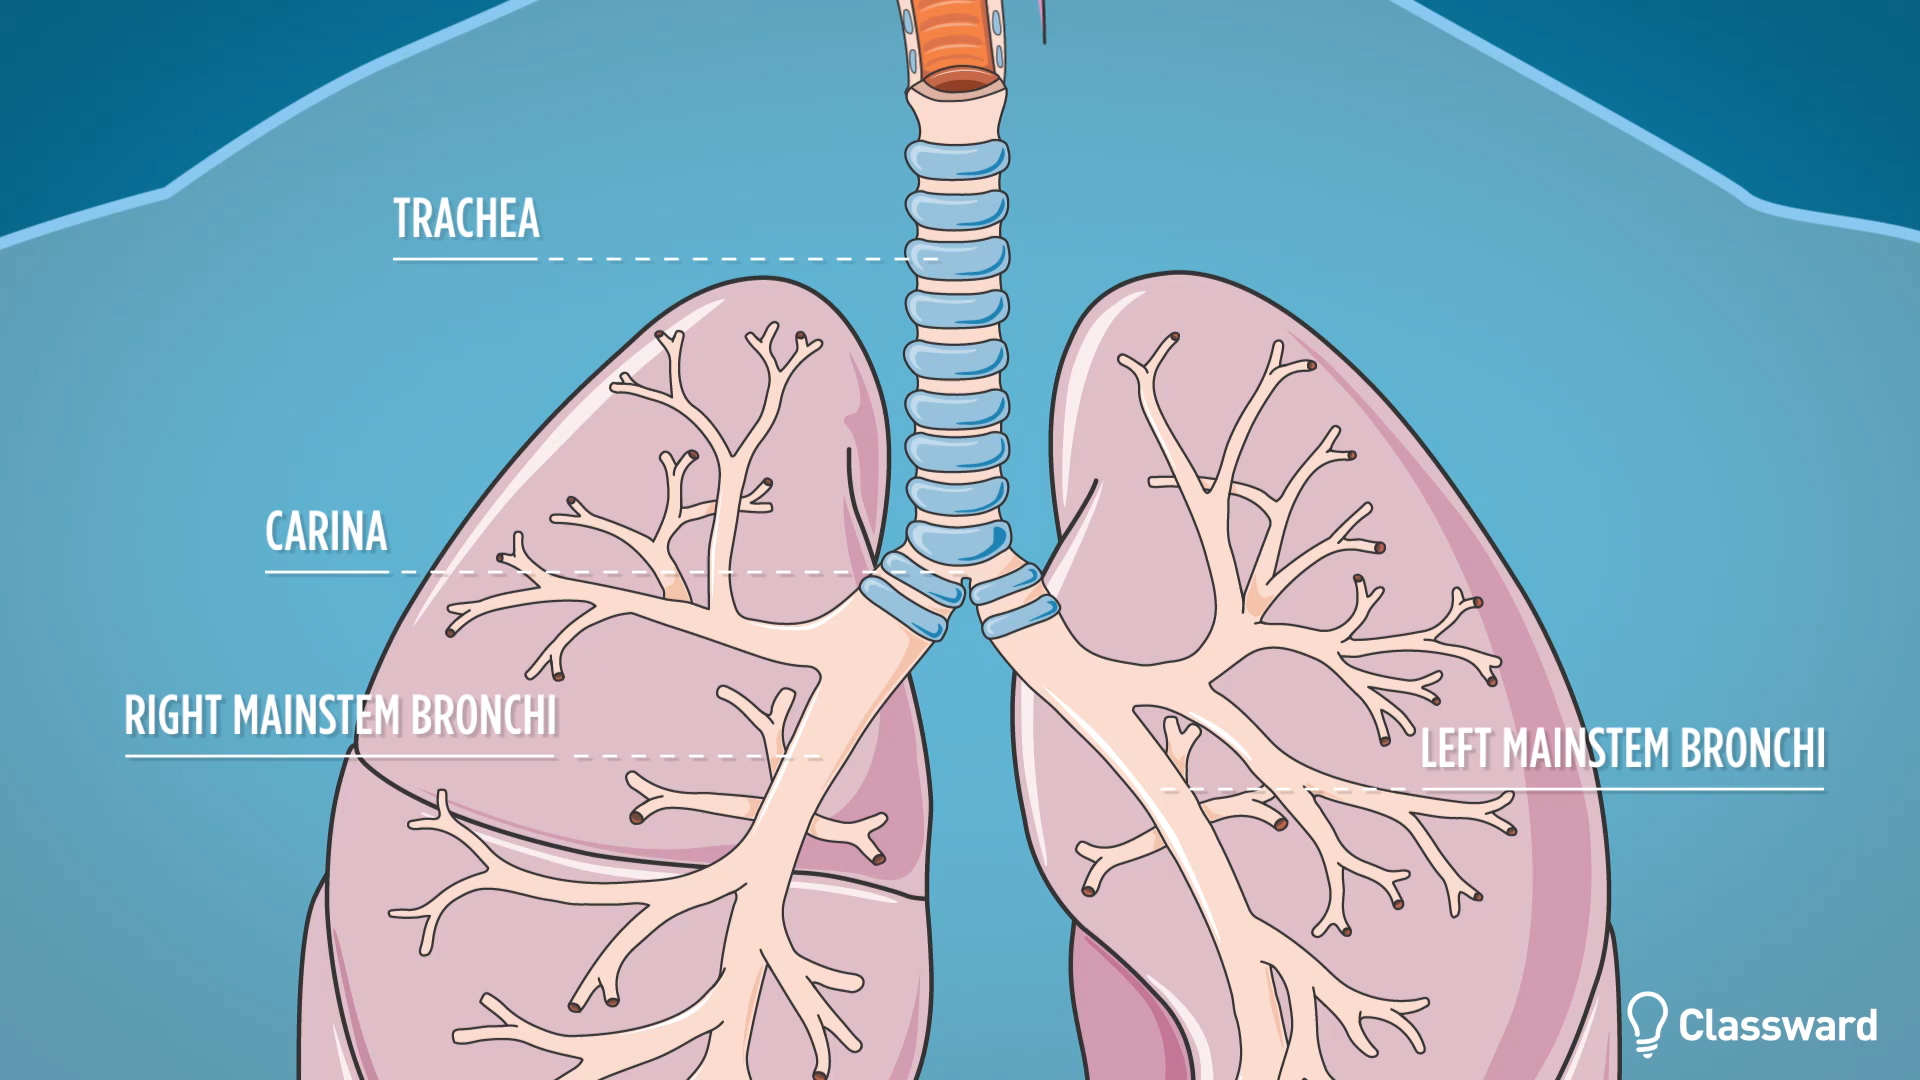 TRACHEA
CARINA
RIGHT MAINSTEM BRONCHI
LEFT MAINSTEM BRONCHI
Classward